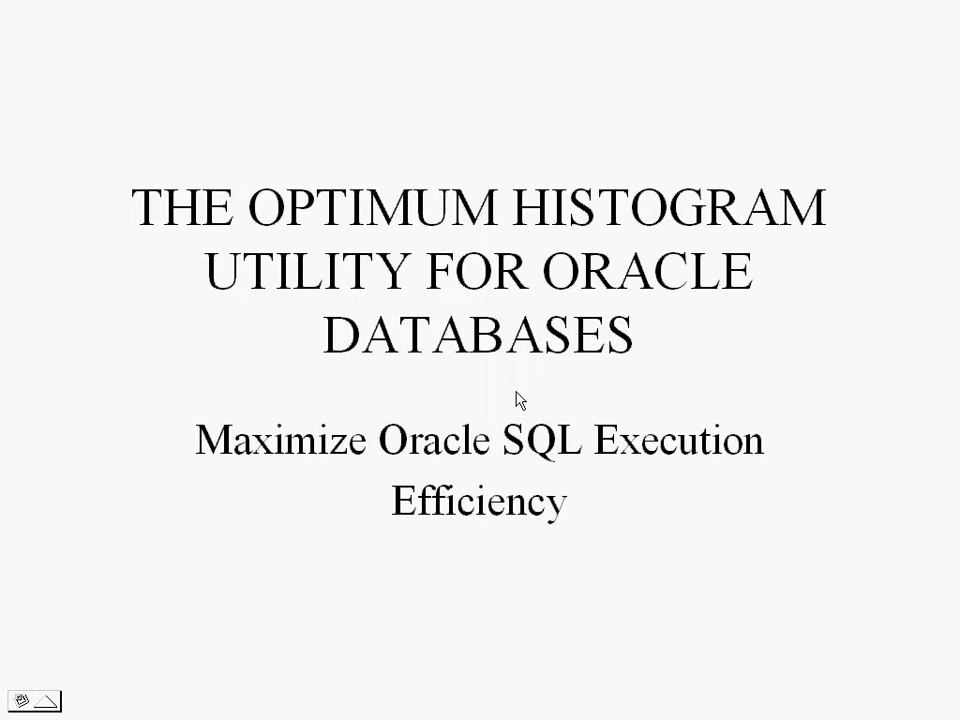 THE OPTIMUM HISTOGRAM
UTILITY FOR ORACLE
DATABASES
Maximize Oracle SQL Execution
Efficiency